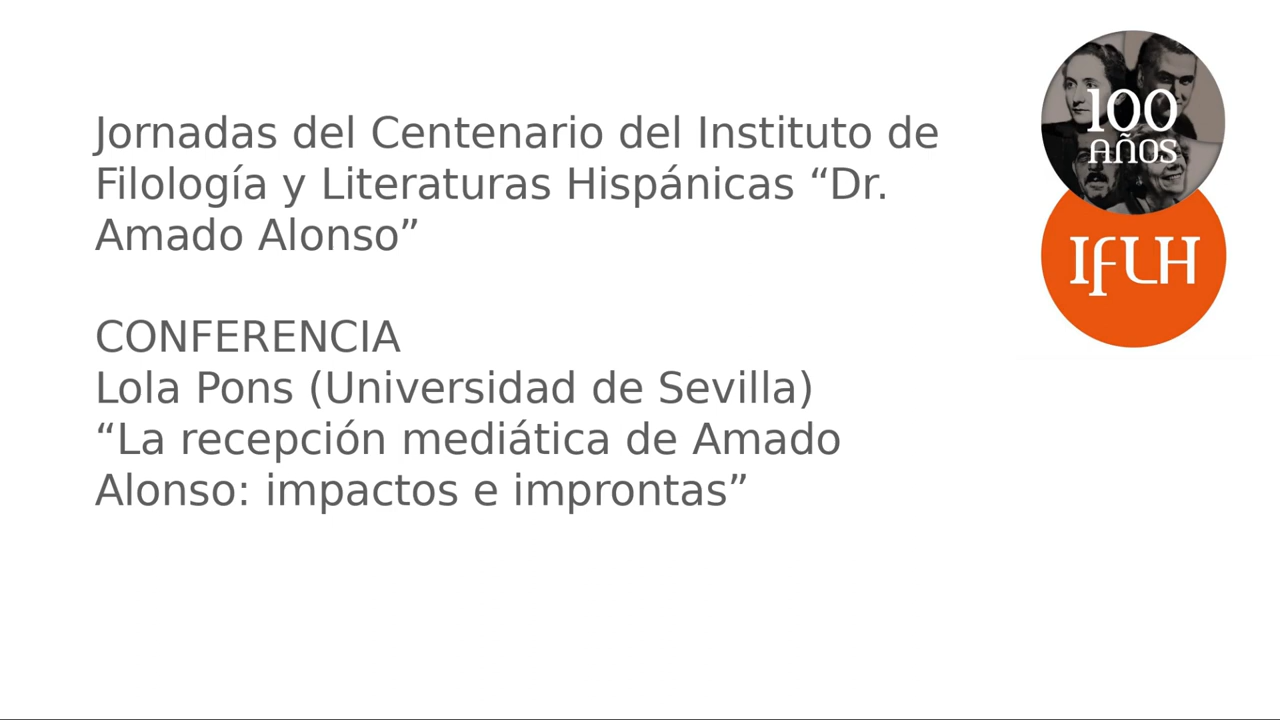 Jornadas del Centenario del Instituto de
Filología y Literaturas Hispánicas “Dr.
Amado Alonso”
CONFERENCIA
Lola Pons (Universidad de Sevilla)
“La recepción mediática de Amado
Alonso: impactos e improntas”
100
AÑOS
IFLH